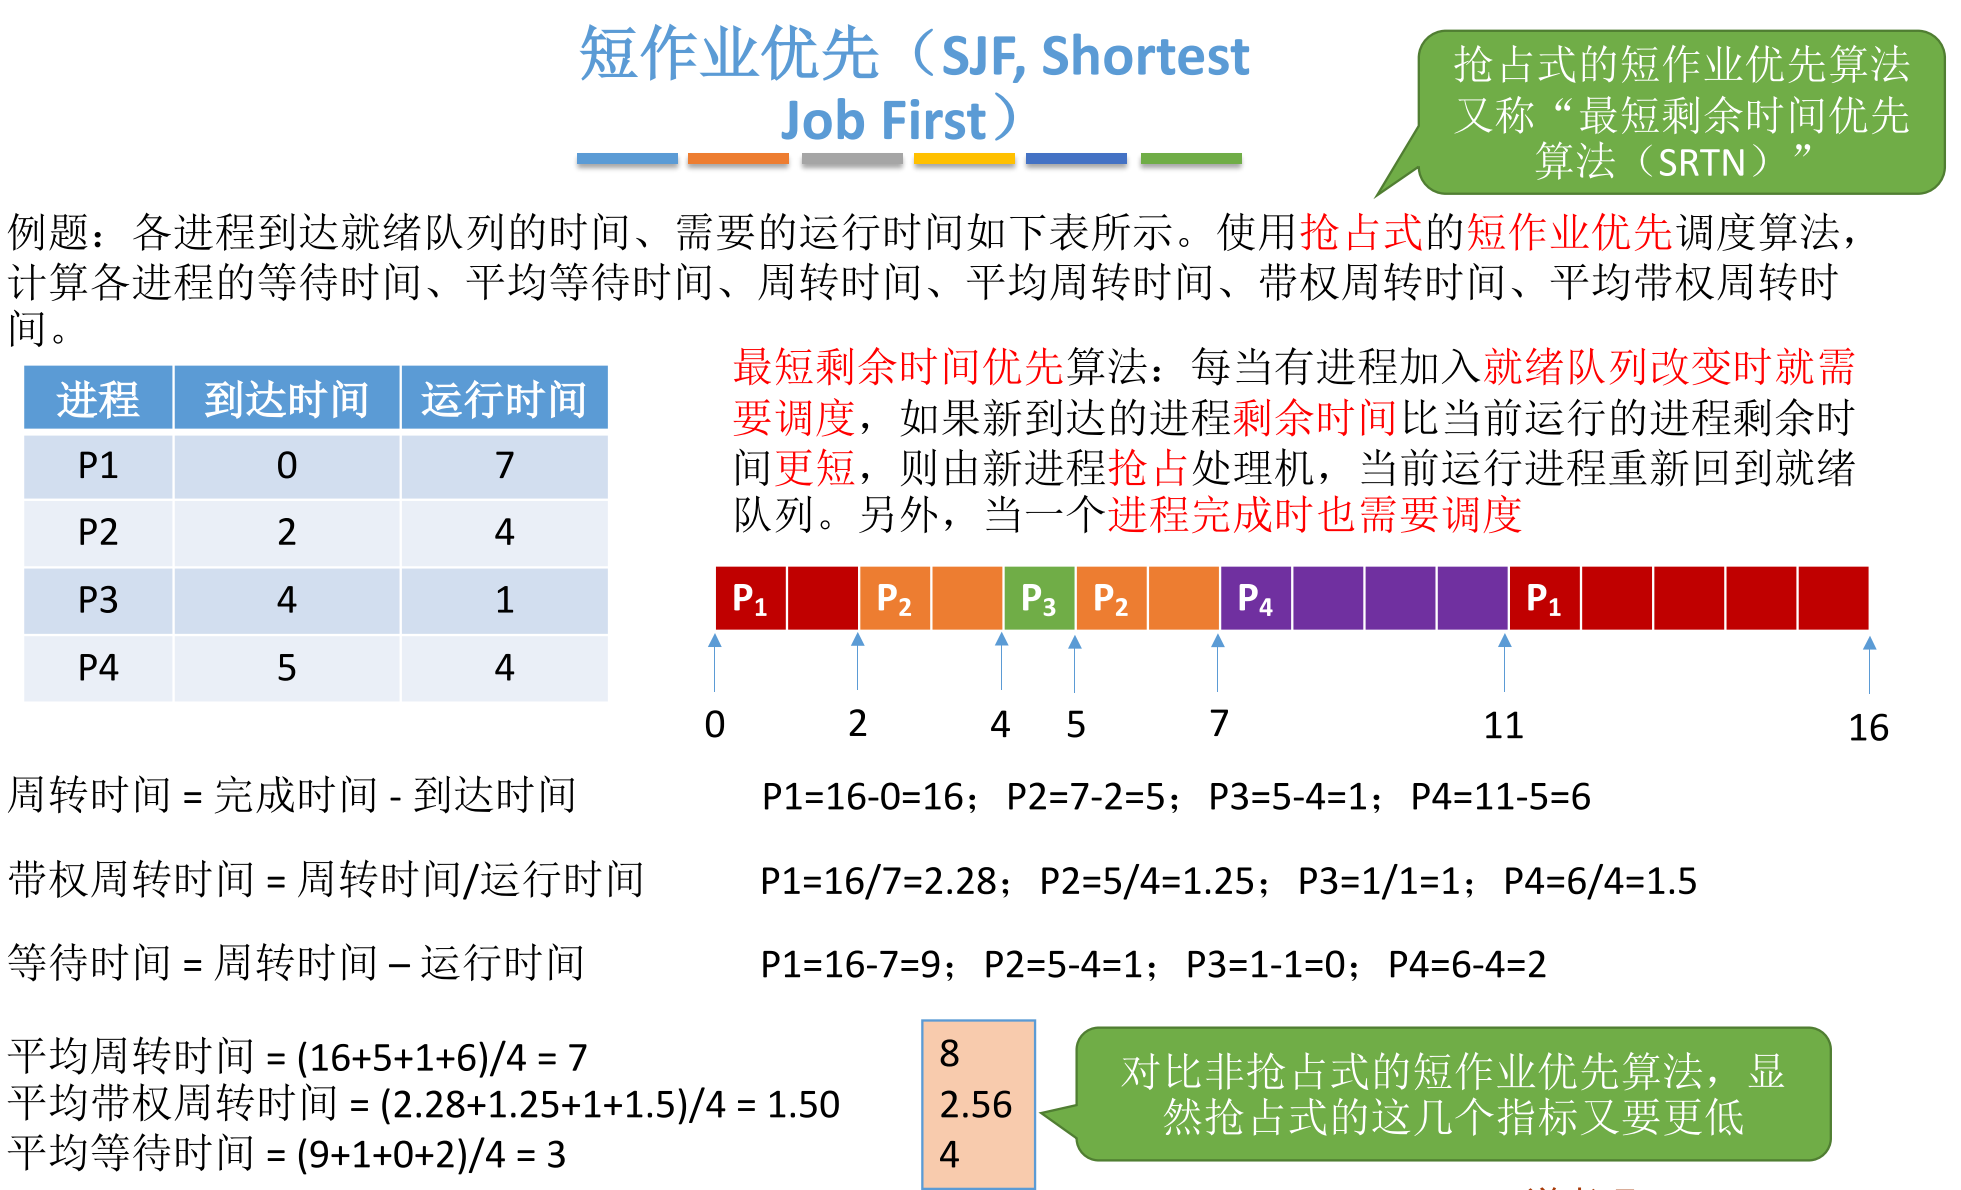 短作业优先（SJF, Shortest
Job First）
抢占式的短作业优先算法
又称“最短剩余时间优先
算法（SRTN）”
例题：各进程到达就绪队列的时间、需要的运行时间如下表所示。使用抢占式的短作业优先调度算法，
计算各进程的等待时间、平均等待时间、周转时间、平均周转时间、带权周转时间、平均带权周转时
间。
进程 到达时间 运行时间
P1 0 7
P2 2 4
P3 4 1
P4 5 4
最短剩余时间优先算法：每当有进程加入就绪队列改变时就需
要调度，如果新到达的进程剩余时间比当前运行的进程剩余时
间更短，则由新进程抢占处理机，当前运行进程重新回到就绪
队列。另外，当一个进程完成时也需要调度
P1 P2 P3 P2 P4 P1
0 2 4 5 7 11 16
周转时间 = 完成时间 - 到达时间 P1=16-0=16；P2=7-2=5；P3=5-4=1；P4=11-5=6
带权周转时间 = 周转时间/运行时间 P1=16/7=2.28；P2=5/4=1.25；P3=1/1=1；P4=6/4=1.5
等待时间 = 周转时间 – 运行时间 P1=16-7=9；P2=5-4=1；P3=1-1=0；P4=6-4=2
平均周转时间 = (16+5+1+6)/4 = 7
平均带权周转时间 = (2.28+1.25+1+1.5)/4 = 1.50
平均等待时间 = (9+1+0+2)/4 = 3
8
2.56
4
对比非抢占式的短作业优先算法，显
然抢占式的这几个指标又要更低